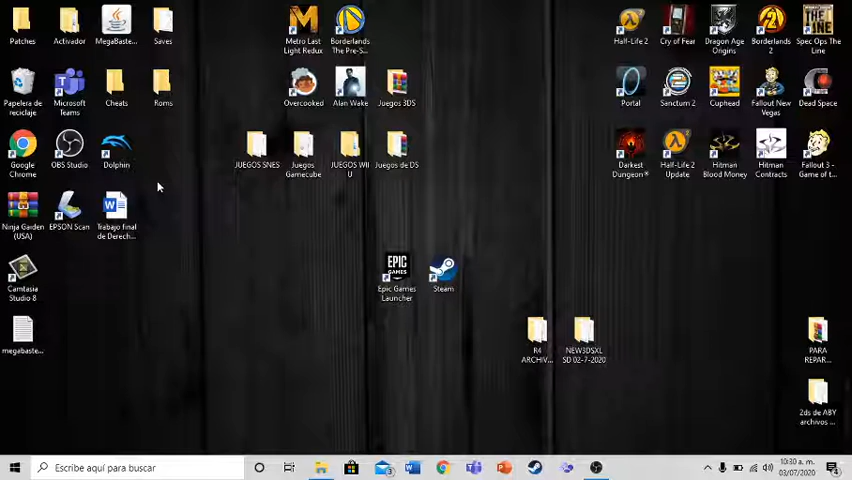 Patches
Activador
MegaBaste...
Saves
Metro Last
Light Redux
Borderlands
The Pre-S...
Half-Life 2
Cry of Fear
Dragon Age
Origins
Borderlands
2
Spec Ops The
Line
Papelera de
reciclaje
Microsoft
Teams
Cheats
Roms
Overcooked
Alan Wake
Juegos 3DS
Portal
Sanctum 2
Cuphead
Fallout New
Vegas
Dead Space
Google
Chrome
OBS Studio
Dolphin
JUEGOS SNES
Juegos
Gamecube
JUEGOS WII
U
Juegos de DS
Darkest
Dungeon®
Half-Life 2
Update
Hitman
Blood Money
Hitman
Contracts
Fallout 3 -
Game of t...
Ninja Garden
(USA)
EPSON Scan
Trabajo final
de Derech...
Camtasia
Studio 8
EPIC
GAMES
Epic Games
Launcher
Steam
megabaste...
R4
ARCHIV...
NEW3DSXL
SD 02-7-2020
PARA
REPAR...
2ds de ABY
archivos ...
Escribe aquí para buscar
10:30 a. m.
03/07/2020